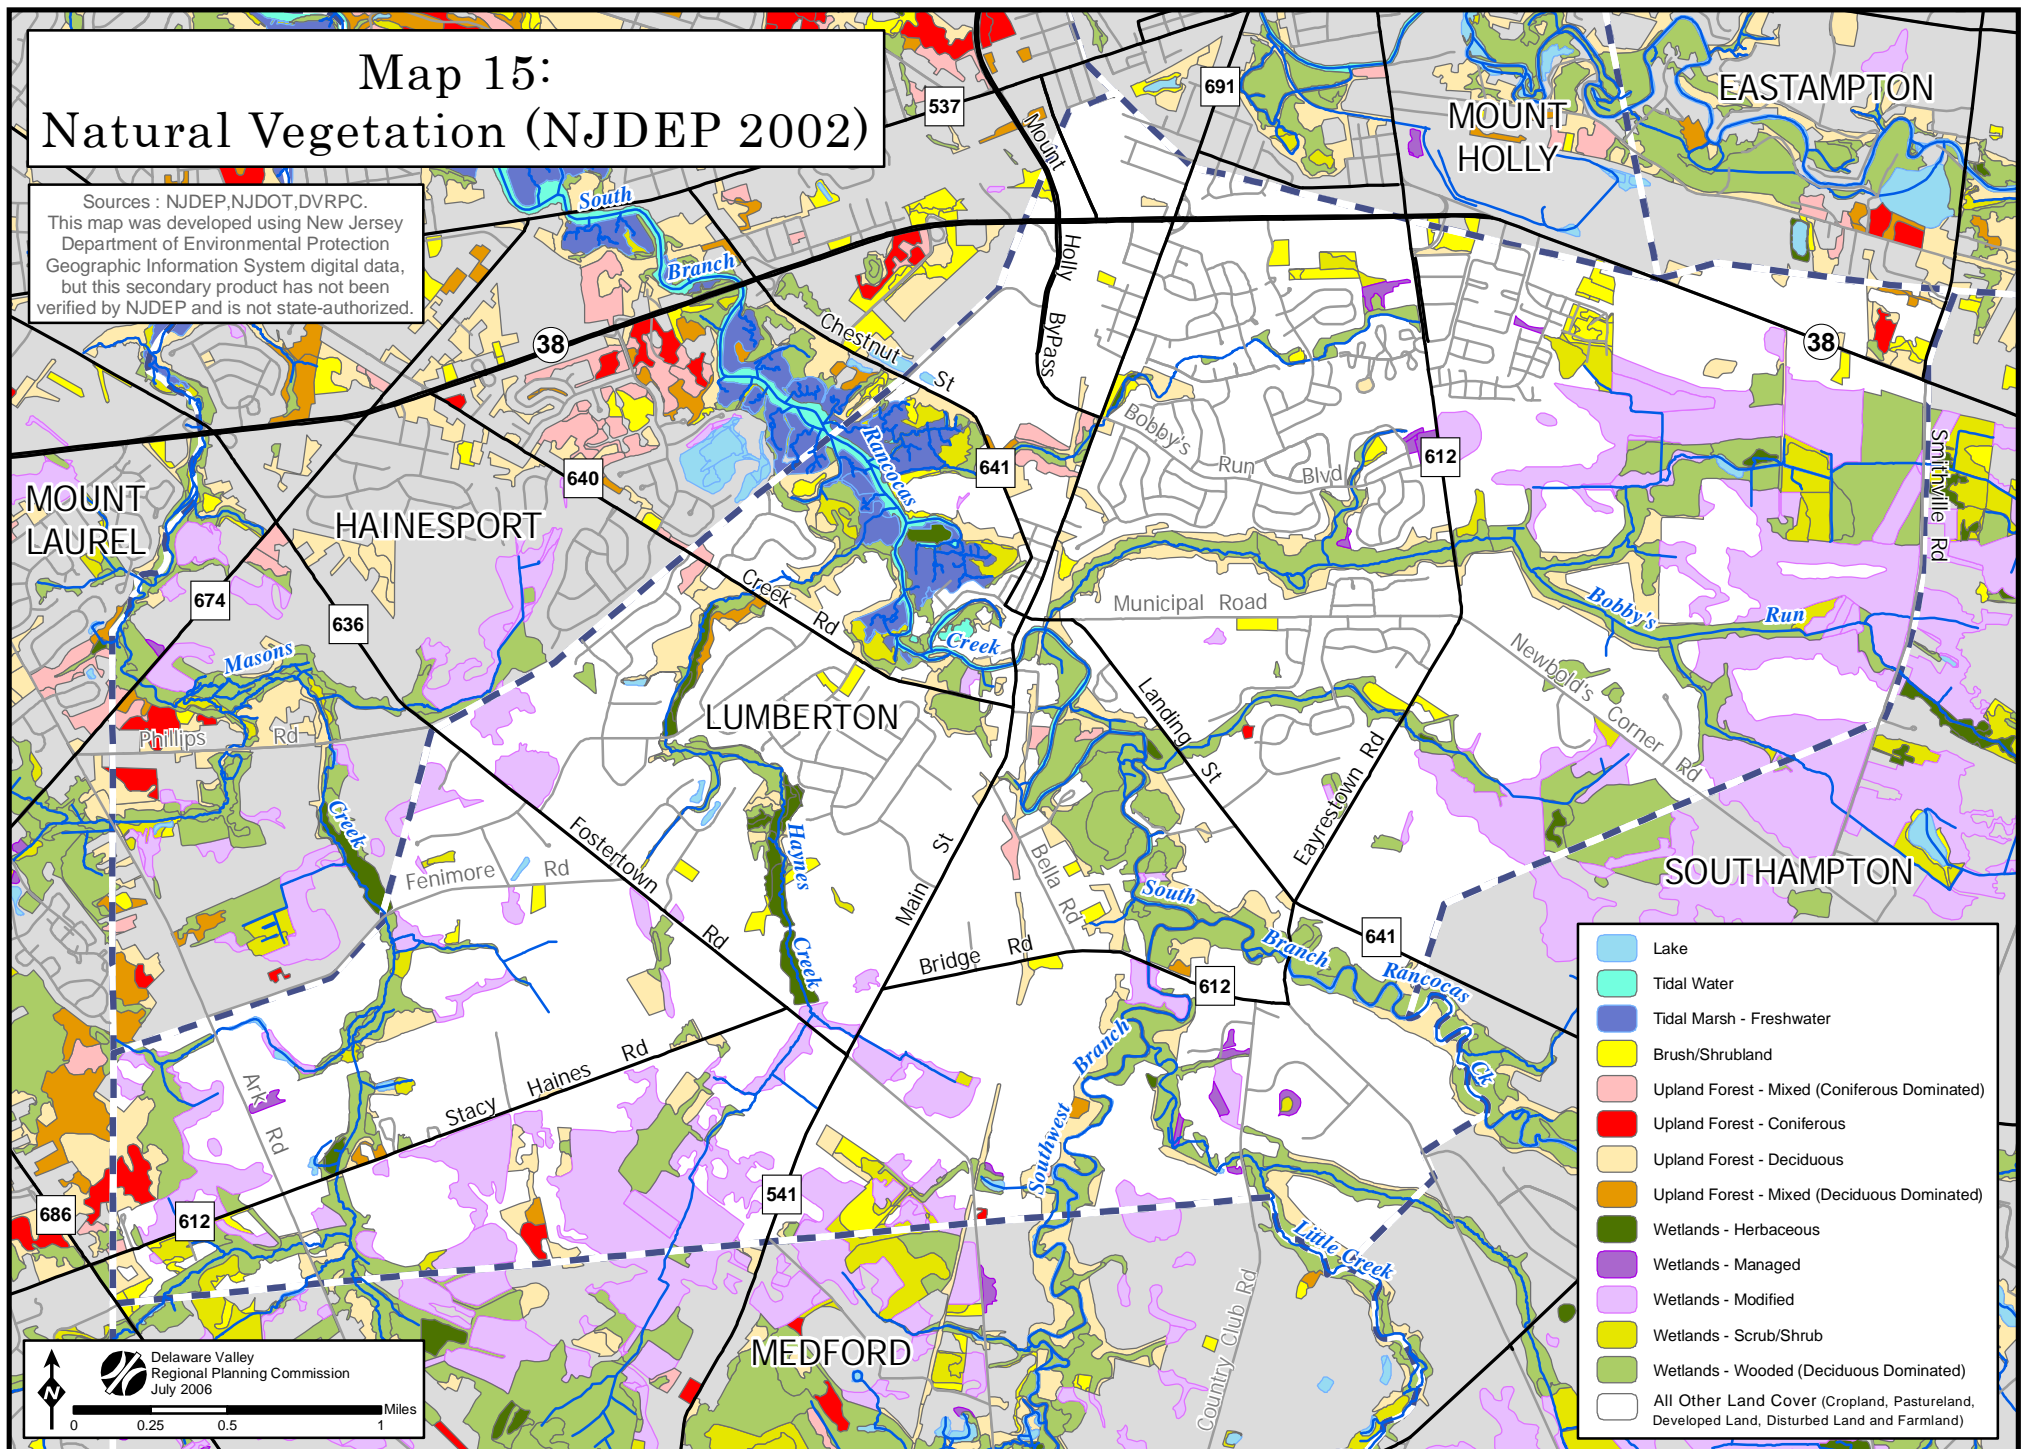 Map 15:
Natural Vegetation (NJDEP 2002)
Sources : NJDEP,NJDOT,DVRPC.
This map was developed using New Jersey
Department of Environmental Protection
Geographic Information System digital data,
but this secondary product has not been
verified by NJDEP and is not state-authorized.
537
691
MOUNT
HOLLY
EASTAMPTON
Mount
Holly
ByPass
South
Branch
Rancocas
Creek
38
38
Chestnut
St
Bobby's
Run
Blvd
612
641
640
Smithville Rd
MOUNT
LAUREL
HAINESPORT
674
636
Creek
Rd
Municipal Road
Bobby's
Run
Newbold's
Corner
Rd
Masons
Creek
Phillips
Rd
LUMBERTON
Landing
St
Eayrestown Rd
Fostertown
Rd
Haynes
Creek
Main
St
Bella
Rd
Fenimore
Rd
SOUTHAMPTON
South
Branch
Rancocas
Ck
641
Bridge
Rd
612
Southwest
Branch
Ark
Rd
Stacy
Haines
Rd
541
686
612
Little Creek
Country Club Rd
MEDFORD
Lake
Tidal Water
Tidal Marsh - Freshwater
Brush/Shrubland
Upland Forest - Mixed (Coniferous Dominated)
Upland Forest - Coniferous
Upland Forest - Deciduous
Upland Forest - Mixed (Deciduous Dominated)
Wetlands - Herbaceous
Wetlands - Managed
Wetlands - Modified
Wetlands - Scrub/Shrub
Wetlands - Wooded (Deciduous Dominated)
All Other Land Cover (Cropland, Pastureland,
Developed Land, Disturbed Land and Farmland)
N
Delaware Valley
Regional Planning Commission
July 2006
0 0.25 0.5 1 Miles